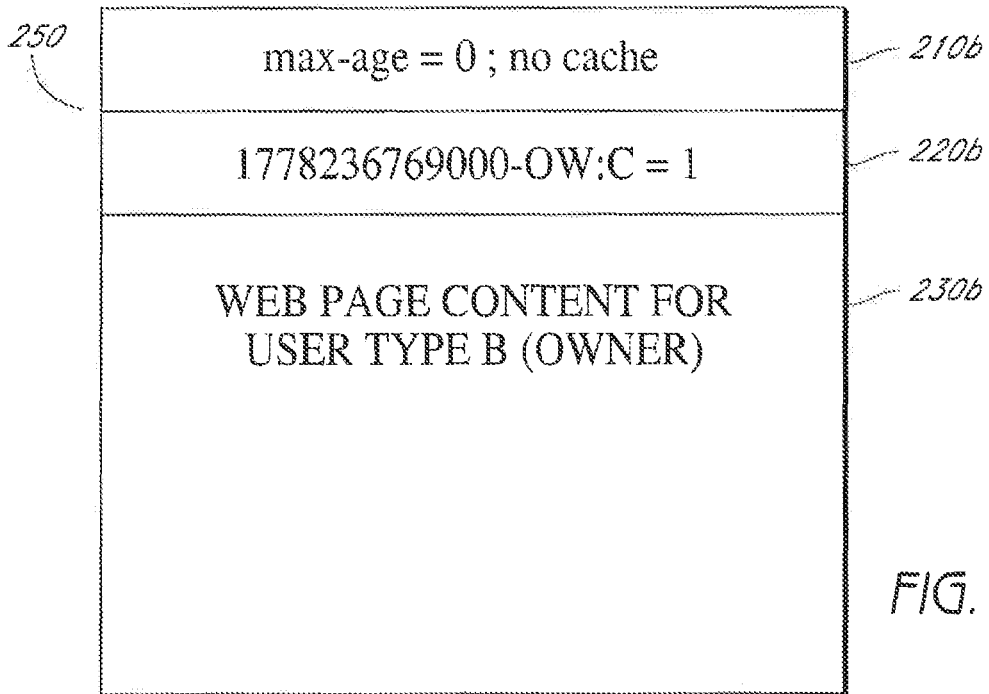 250
max-age = 0 ; no cache
210b
1778236769000-OW:C = 1
220b
WEB PAGE CONTENT FOR
USER TYPE B (OWNER)
230b
FIG.